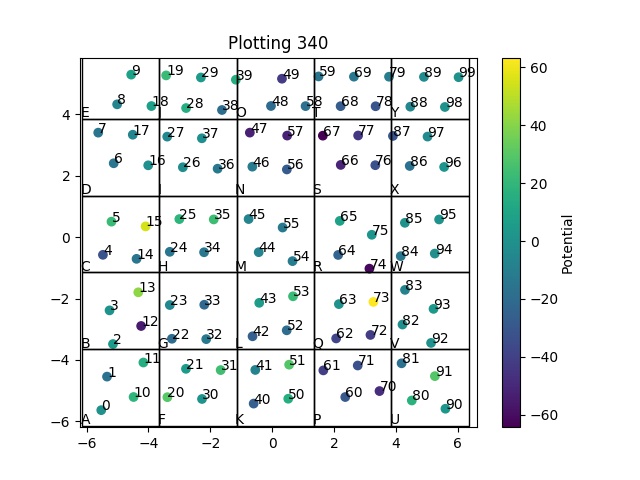 Plotting 340
9 19 29 39 49 59 69 79 89 99
8 18 28 38 48 58 68 78 88 98
E O T Y
7 17 27 37 47 57 67 77 87 97
6 16 26 36 46 56 66 76 86 96
D I N S X
5 15 25 35 45 55 65 75 85 95
4 14 24 34 44 54 64 74 84 94
C H M R W
3 13 23 33 43 53 63 73 83 93
2 12 22 32 42 52 62 72 82 92
B G L Q V
1 11 21 31 41 51 61 71 81 91
0 10 20 30 40 50 60 70 80 90
A F K P U
4
2
0
−2
−4
−6
−6 −4 −2 0 2 4 6
60
40
20
0
−20
−40
−60
Potential